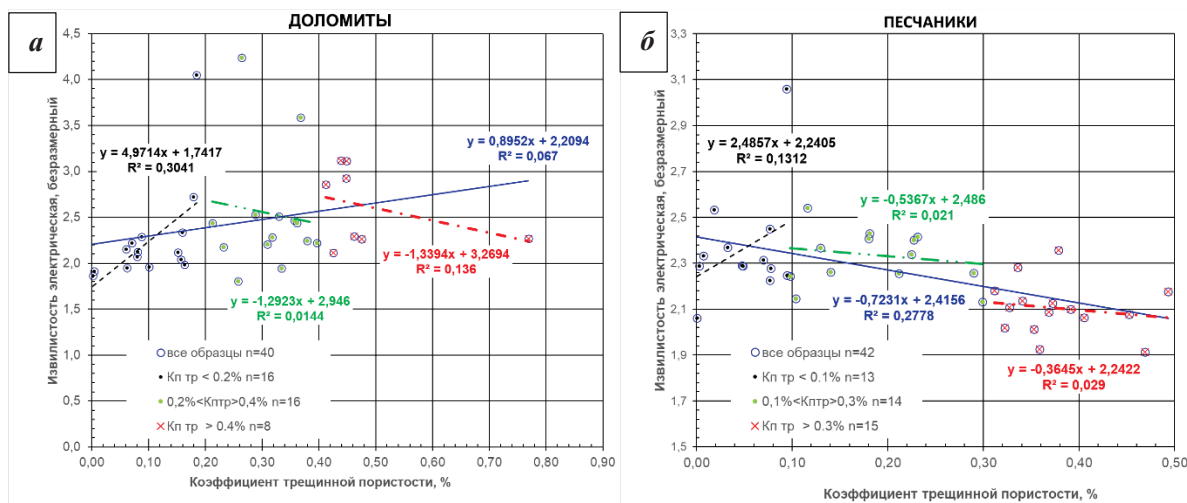 а
ДОЛОМИТЫ
Извилистость электрическая, безразмерный
4,5
4,0
3,5
3,0
2,5
2,0
1,5
1,0
0,5
0,0
y = 4,9714x + 1,7417
R² = 0,3041
y = 0,8952x + 2,2094
R² = 0,067
y = -1,3394x + 3,2694
R² = 0,136
y = -1,2923x + 2,946
R² = 0,0144
все образцы n=40
Кп тр < 0.2% n=16
0,2%<Кптр>0,4% n=16
Кп тр > 0.4% n=8
0,00 0,10 0,20 0,30 0,40 0,50 0,60 0,70 0,80 0,90
Коэффициент трещинной пористости, %
б
ПЕСЧАНИКИ
Извилистость электрическая, безразмерный
3,3
3,1
2,9
2,7
2,5
2,3
2,1
1,9
1,7
1,5
y = 2,4857x + 2,2405
R² = 0,1312
y = -0,5367x + 2,486
R² = 0,021
y = -0,7231x + 2,4156
R² = 0,2778
y = -0,3645x + 2,2422
R² = 0,029
все образцы n=42
Кп тр < 0.1% n=13
0,1%<Кптр>0,3% n=14
Кп тр > 0.3% n=15
0,00 0,10 0,20 0,30 0,40 0,50
Коэффициент трещинной пористости, %